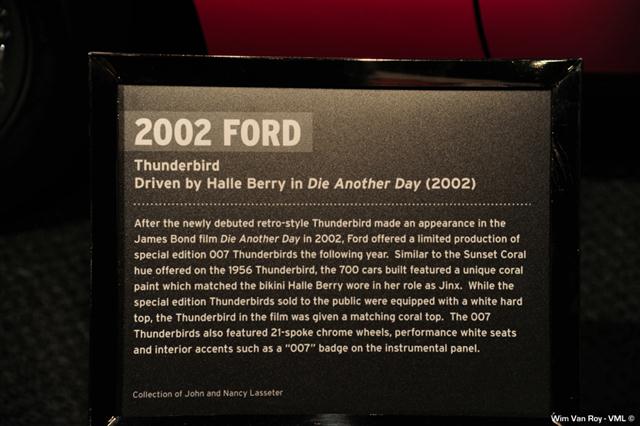 2002 FORD
Thunderbird
Driven by Halle Berry in Die Another Day (2002)
After the newly debuted retro-style Thunderbird made an appearance in the
James Bond film Die Another Day in 2002, Ford offered a limited production of
special edition 007 Thunderbirds the following year.  Similar to the Sunset Coral
hue offered on the 1956 Thunderbird, the 700 cars built featured a unique coral
paint which matched the bikini Halle Berry wore in her role as Jinx.  While the
special edition Thunderbirds sold to the public were equipped with a white hard
top, the Thunderbird in the film was given a matching coral top.  The 007
Thunderbirds also featured 21-spoke chrome wheels, performance white seats
and interior accents such as a “007” badge on the instrumental panel.
Collection of John and Nancy Lasseter
Wim Van Roy - VML ©